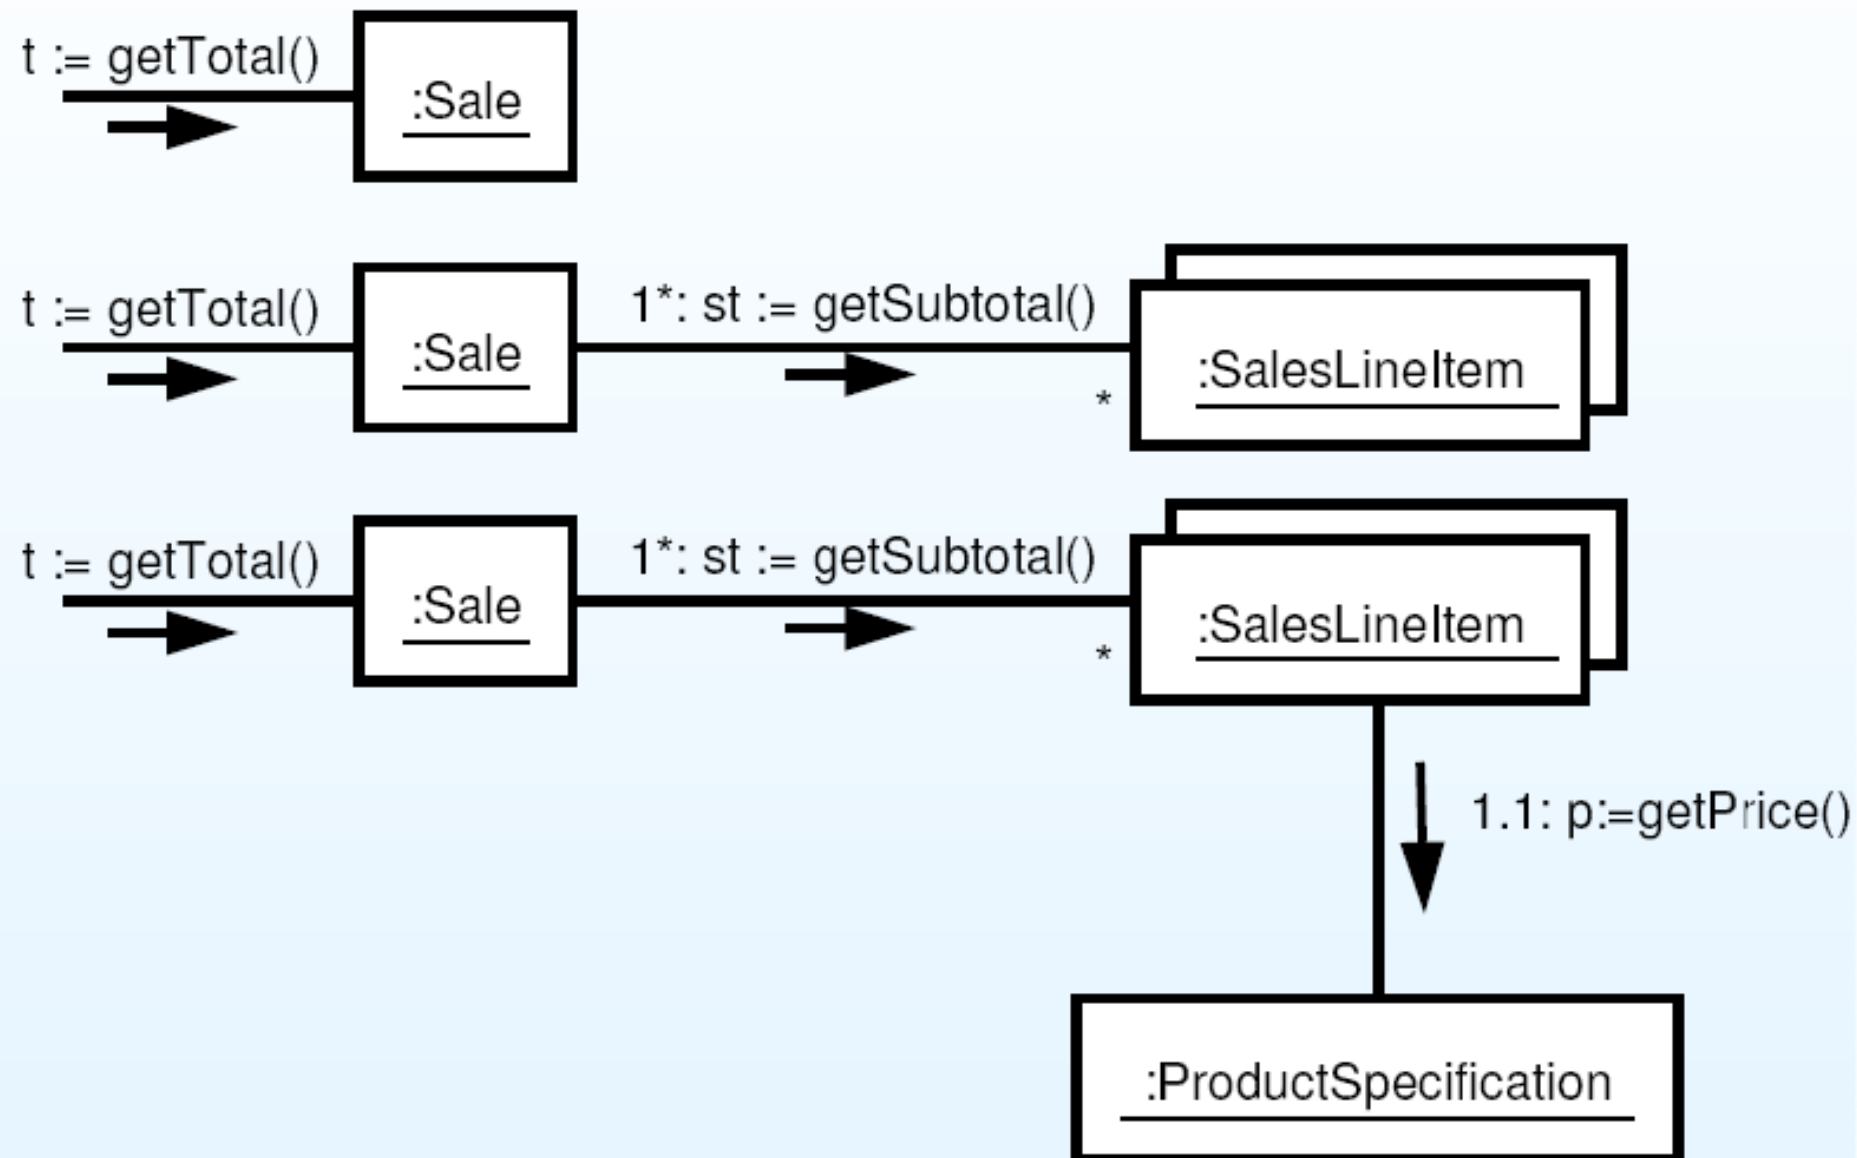 t := getTotal()
:Sale
t := getTotal()
:Sale
1*: st := getSubtotal()
*
:SalesLineItem
t := getTotal()
:Sale
1*: st := getSubtotal()
*
:SalesLineItem
1.1: p:=getPrice()
:ProductSpecification